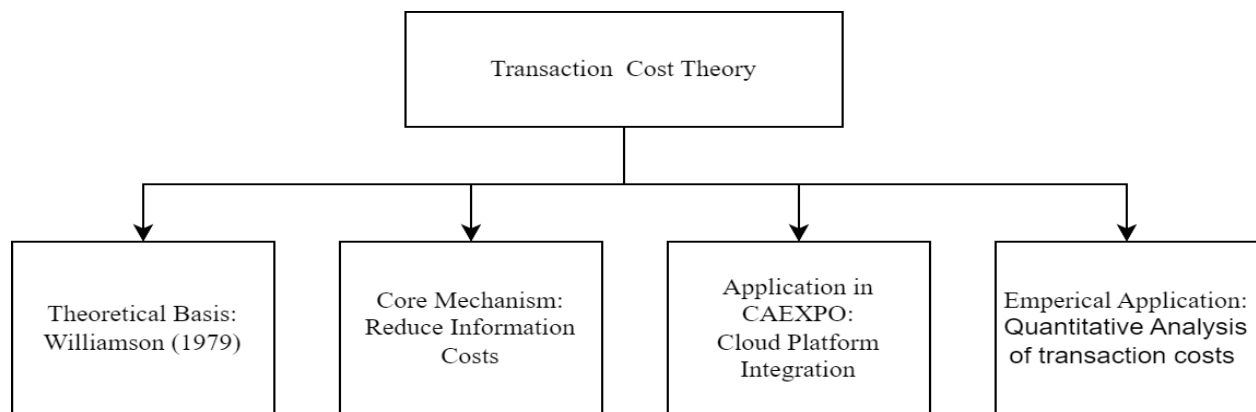 Transaction Cost Theory
Theoretical Basis:
Williamson (1979)
Core Mechanism:
Reduce Information
Costs
Application in
CAEXPO:
Cloud Platform
Integration
Emperical Application:
Quantitative Analysis
of transaction costs